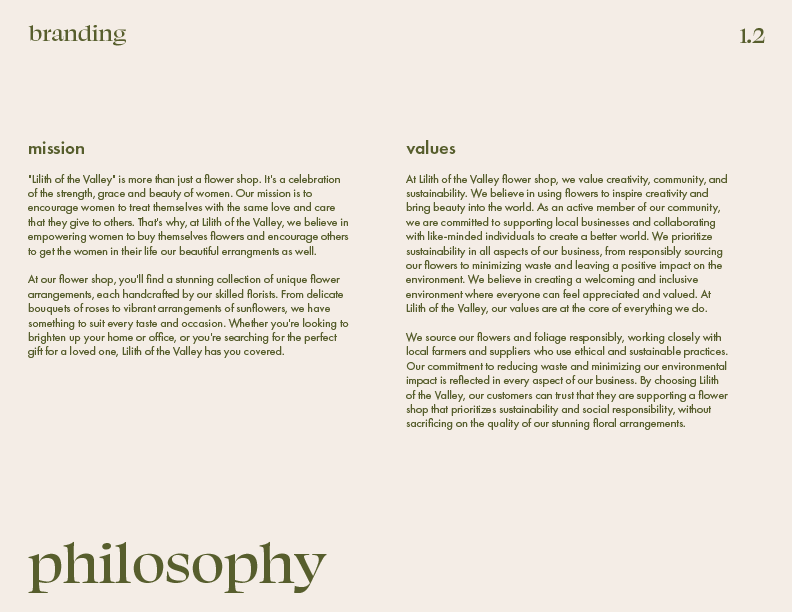 branding
1.2
mission
"Lilith of the Valley" is more than just a flower shop. It's a celebration
of the strength, grace and beauty of women. Our mission is to
encourage women to treat themselves with the same love and care
that they give to others. That's why, at Lilith of the Valley, we believe in
empowering women to buy themselves flowers and encourage others
to get the women in their life our beautiful errangments as well.
At our flower shop, you'll find a stunning collection of unique flower
arrangements, each handcrafted by our skilled florists. From delicate
bouquets of roses to vibrant arrangements of sunflowers, we have
something to suit every taste and occasion. Whether you're looking to
brighten up your home or office, or you're searching for the perfect
gift for a loved one, Lilith of the Valley has you covered.
values
At Lilith of the Valley flower shop, we value creativity, community, and
sustainability. We believe in using flowers to inspire creativity and
bring beauty into the world. As an active member of our community,
we are committed to supporting local businesses and collaborating
with like-minded individuals to create a better world. We prioritize
sustainability in all aspects of our business, from responsibly sourcing
our flowers to minimizing waste and leaving a positive impact on the
environment. We believe in creating a welcoming and inclusive
environment where everyone can feel appreciated and valued. At
Lilith of the Valley, our values are at the core of everything we do.
We source our flowers and foliage responsibly, working closely with
local farmers and suppliers who use ethical and sustainable practices.
Our commitment to reducing waste and minimizing our environmental
impact is reflected in every aspect of our business. By choosing Lilith
of the Valley, our customers can trust that they are supporting a flower
shop that prioritizes sustainability and social responsibility, without
sacrificing on the quality of our stunning floral arrangements.
philosophy